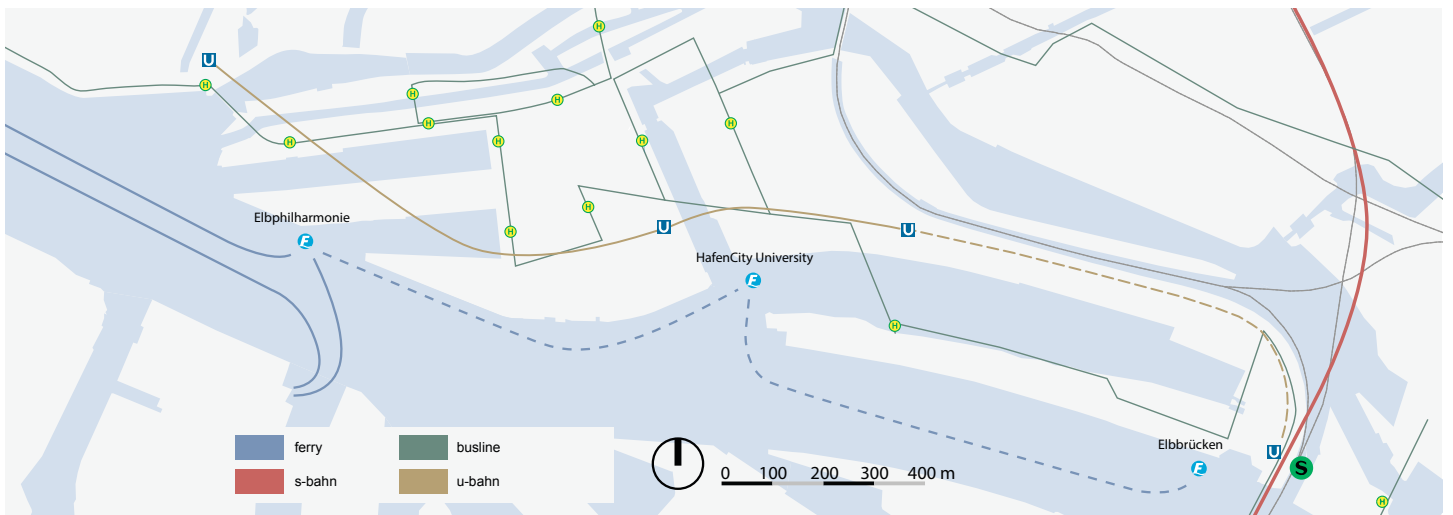 U
H
H
H
H
H
H
H
H
H
H
H
Elbphilharmonie
F
H
U
U
HafenCity University
F
H
ferry
busline
s-bahn
u-bahn
0 100 200 300 400 m
Elbbrücken
F
U
S
H